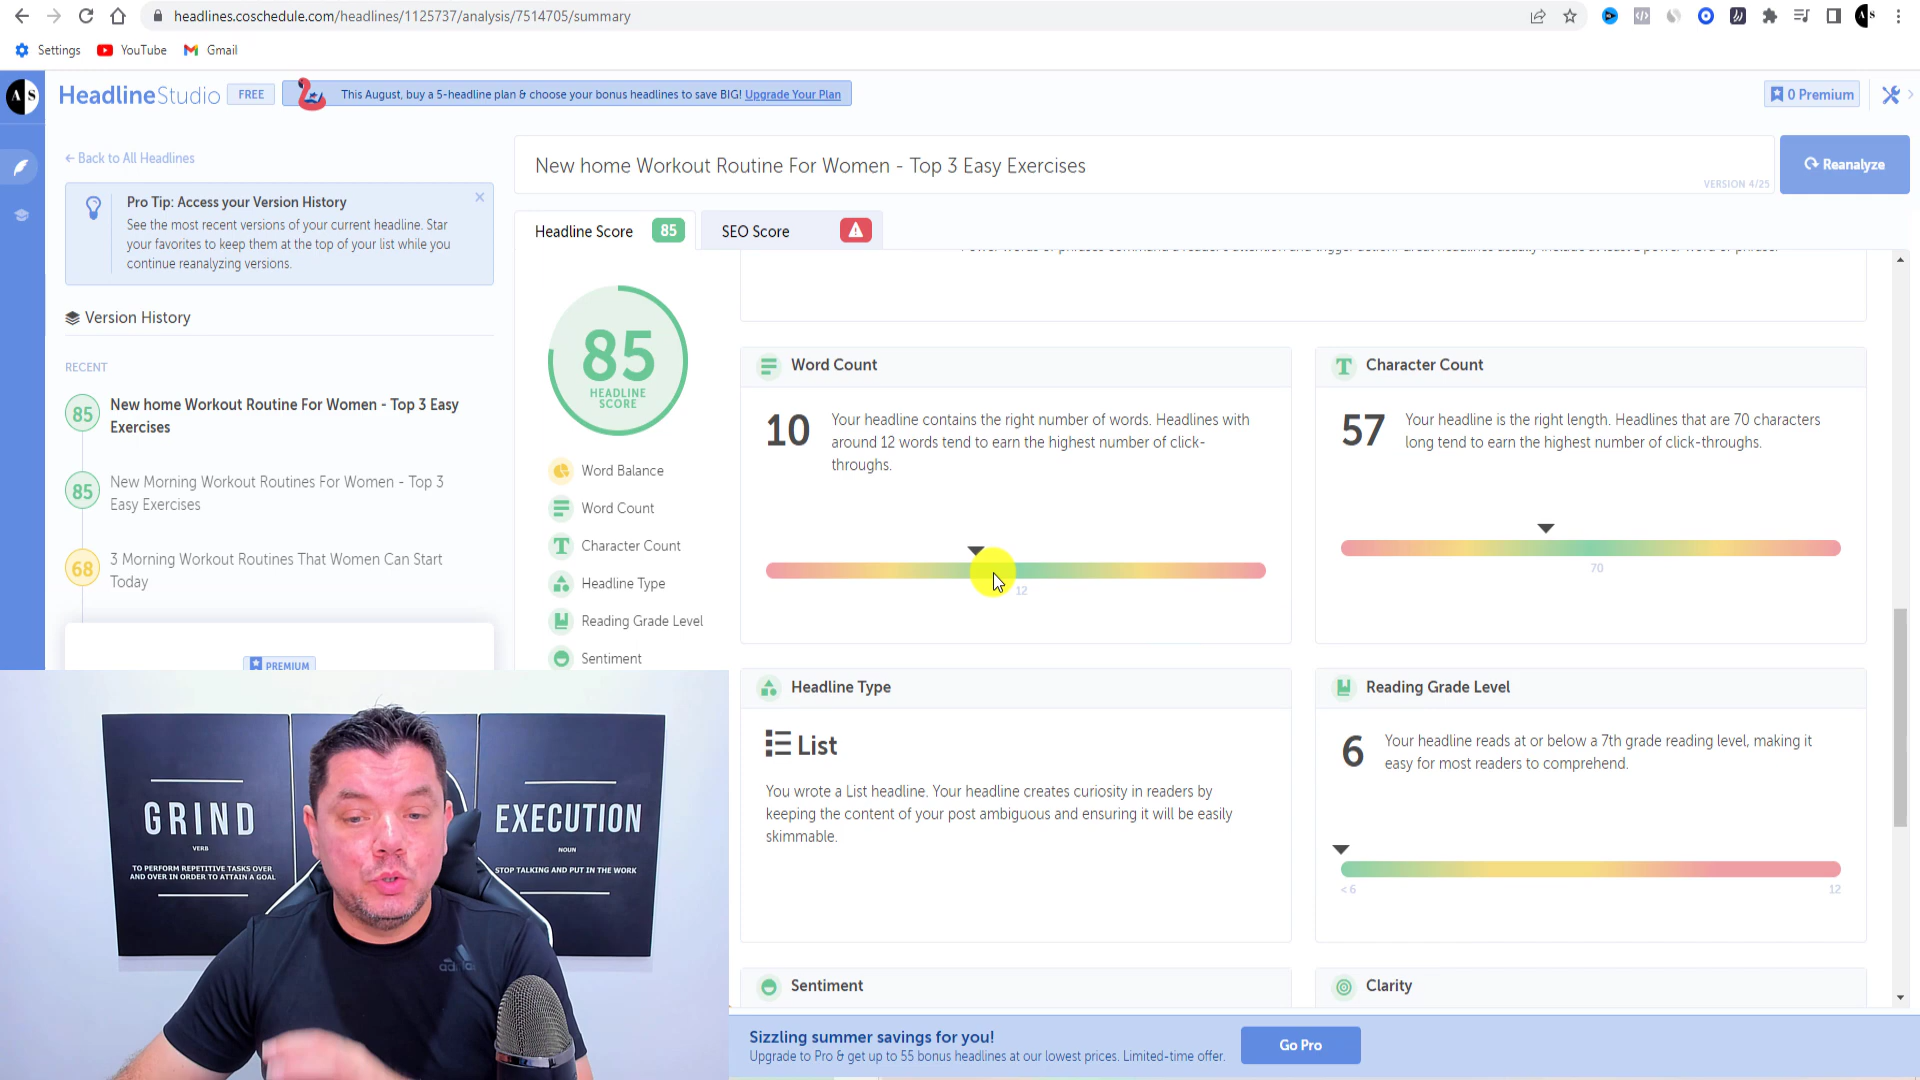 headlines.coschedule.com/headlines/1125737/analysis/7514705/summary
Settings
YouTube
Gmail
AS
HeadlineStudio
FREE
This August, buy a 5-headline plan & choose your bonus headlines to save BIG! Upgrade Your Plan
0 Premium
← Back to All Headlines
Pro Tip: Access your Version History
See the most recent versions of your current headline. Star
your favorites to keep them at the top of your list while you
continue reanalyzing versions.
Version History
RECENT
85
New home Workout Routine For Women - Top 3 Easy
Exercises
85
New Morning Workout Routines For Women - Top 3
Easy Exercises
68
3 Morning Workout Routines That Women Can Start
Today
PREMIUM
New home Workout Routine For Women - Top 3 Easy Exercises
VERSION 4/25
Reanalyze
Headline Score
85
SEO Score
85
HEADLINE
SCORE
Word Balance
Word Count
Character Count
Headline Type
Reading Grade Level
Sentiment
Word Count
10
Your headline contains the right number of words. Headlines with
around 12 words tend to earn the highest number of click-
throughs.
12
Character Count
57
Your headline is the right length. Headlines that are 70 characters
long tend to earn the highest number of click-throughs.
70
Headline Type
List
You wrote a List headline. Your headline creates curiosity in readers by
keeping the content of your post ambiguous and ensuring it will be easily
skimmable.
Reading Grade Level
6
Your headline reads at or below a 7th grade reading level, making it
easy for most readers to comprehend.
< 6
12
Sentiment
Clarity
Sizzling summer savings for you!
Upgrade to Pro & get up to 55 bonus headlines at our lowest prices. Limited-time offer.
Go Pro
GRIND
VERB
TO PERFORM REPETITIVE TASKS OVER
AND OVER IN ORDER TO ATTAIN A GOAL
EXECUTION
NOUN
STOP TALKING AND PUT IN THE WORK
adidas